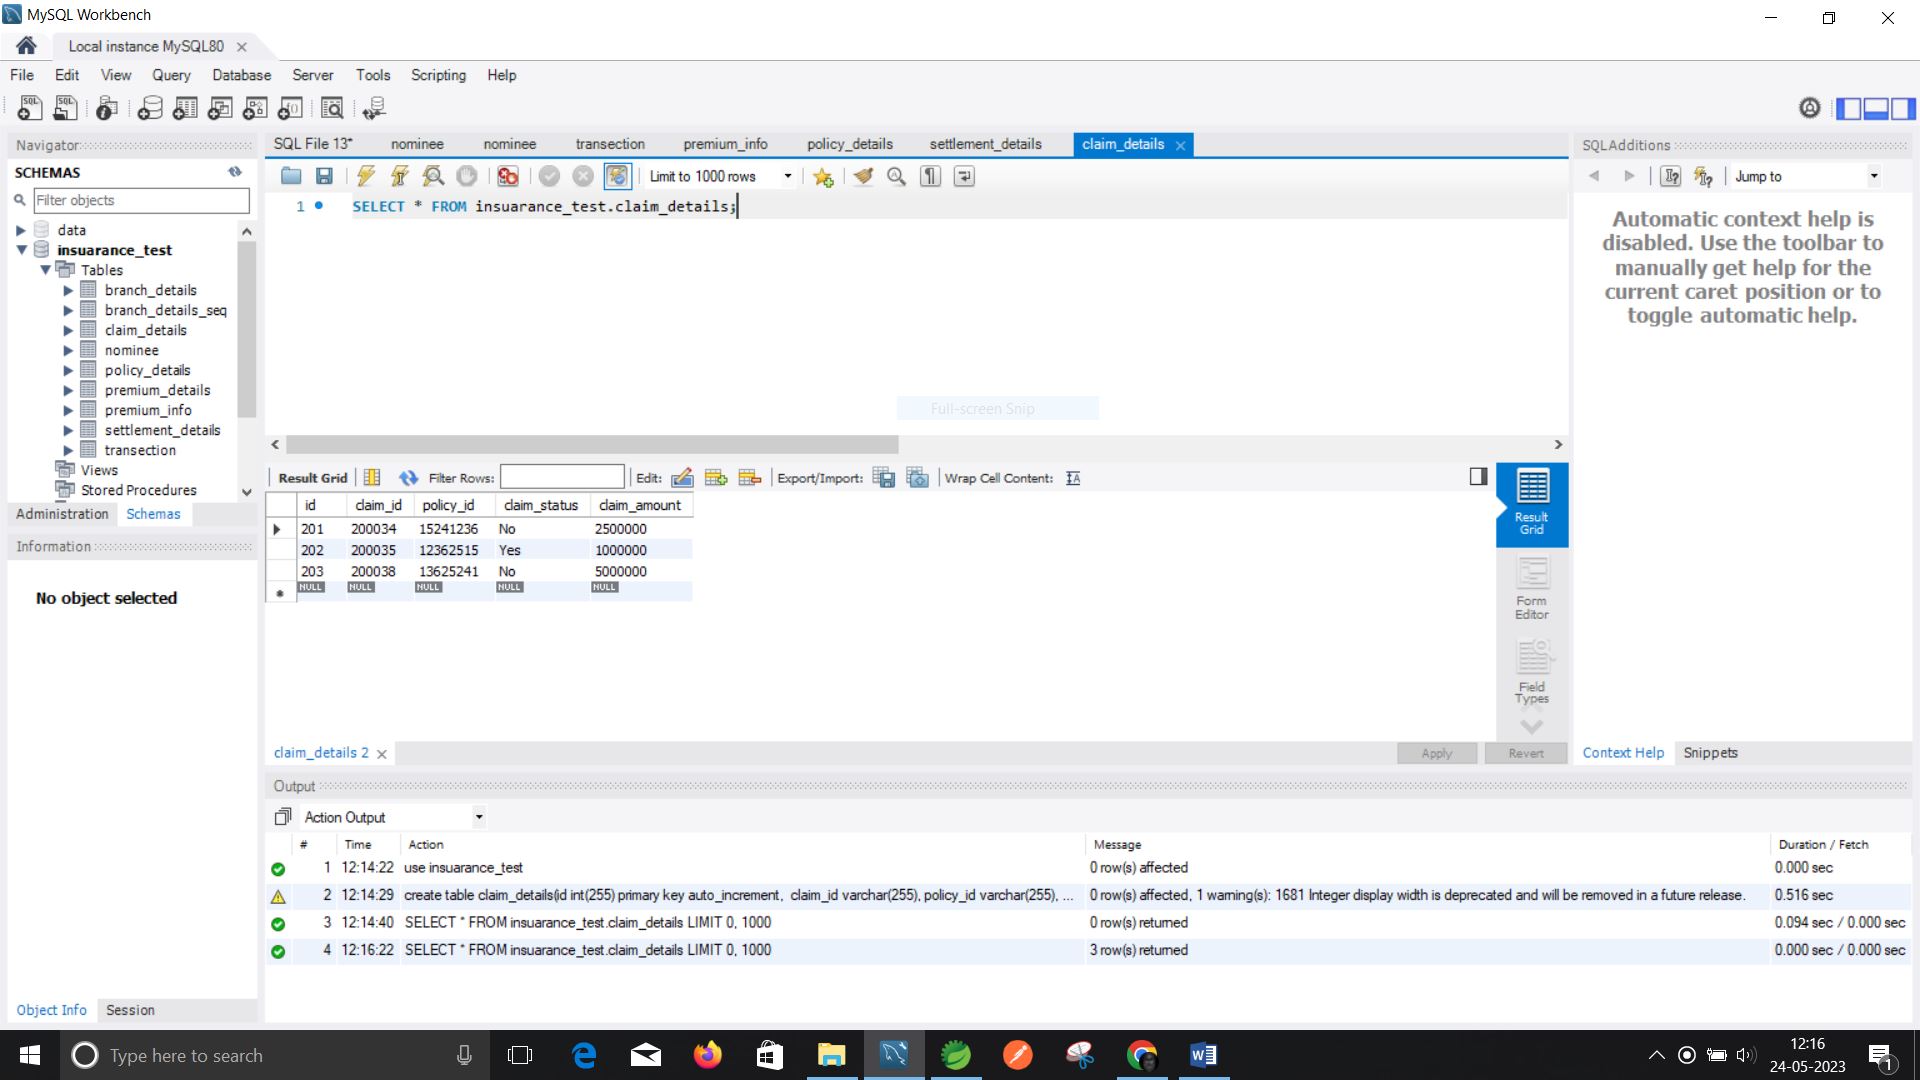 MySQL Workbench
Local instance MySQL80
File Edit View Query Database Server Tools Scripting Help
Navigator
SCHEMAS
Filter objects
data
insuarance_test
Tables
branch_details
branch_details_seq
claim_details
nominee
policy_details
premium_details
premium_info
settlement_details
transection
Views
Stored Procedures
Administration Schemas
Information
No object selected
Object Info Session
SQL File 13* nominee nominee transection premium_info policy_details settlement_details claim_details
Limit to 1000 rows
1 SELECT * FROM insuarance_test.claim_details;
Full-screen Snip
Result Grid Filter Rows: Edit: Export/Import: Wrap Cell Content:
id claim_id policy_id claim_status claim_amount
201 200034 15241236 No 2500000
202 200035 12362515 Yes 1000000
203 200038 13625241 No 5000000
NULL NULL NULL NULL NULL
Result
Grid
Form
Editor
Field
Types
claim_details 2
Apply Revert
SQLAdditions
Jump to
Automatic context help is
disabled. Use the toolbar to
manually get help for the
current caret position or to
toggle automatic help.
Context Help Snippets
Output
Action Output
# Time Action Message Duration / Fetch
1 12:14:22 use insuarance_test 0 row(s) affected 0.000 sec
2 12:14:29 create table claim_details(id int(255) primary key auto_increment, claim_id varchar(255), policy_id varchar(255), ... 0 row(s) affected, 1 warning(s): 1681 Integer display width is deprecated and will be removed in a future release. 0.516 sec
3 12:14:40 SELECT * FROM insuarance_test.claim_details LIMIT 0, 1000 0 row(s) returned 0.094 sec / 0.000 sec
4 12:16:22 SELECT * FROM insuarance_test.claim_details LIMIT 0, 1000 3 row(s) returned 0.000 sec / 0.000 sec
Type here to search
12:16
24-05-2023
1